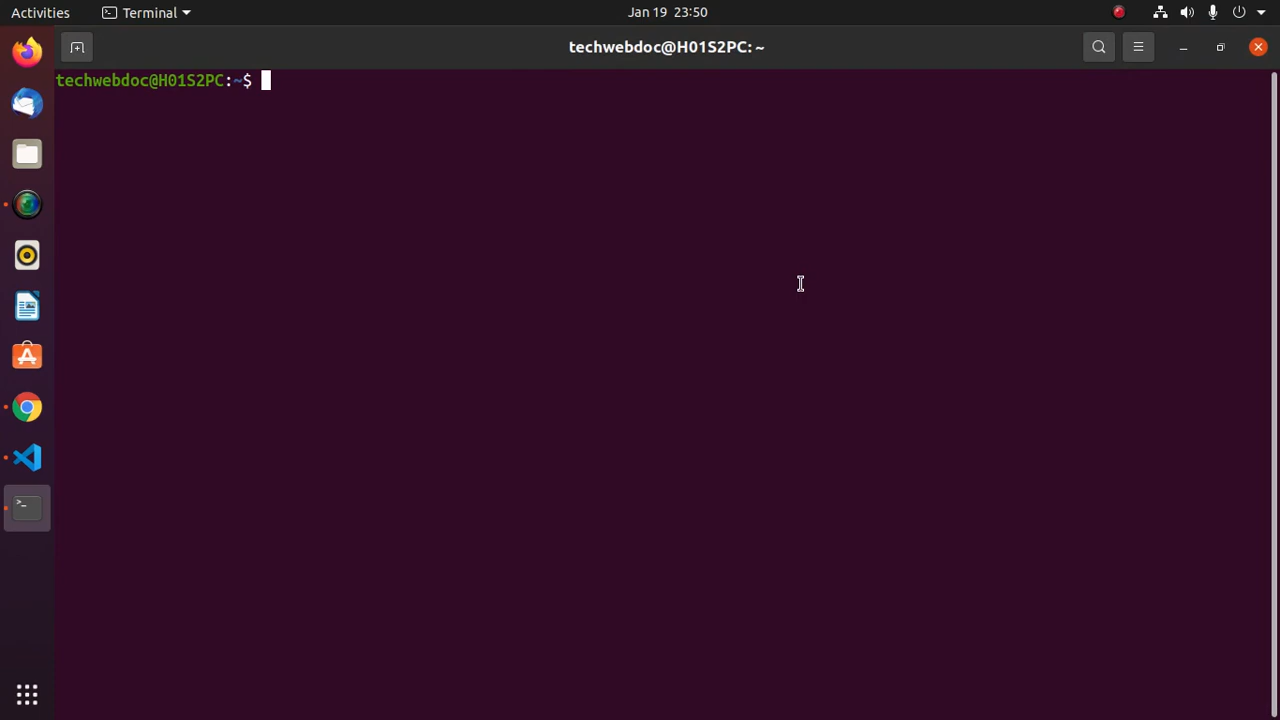 Activities
Terminal
Jan 19 23:50
techwebdoc@H01S2PC: ~
techwebdoc@H01S2PC:~$